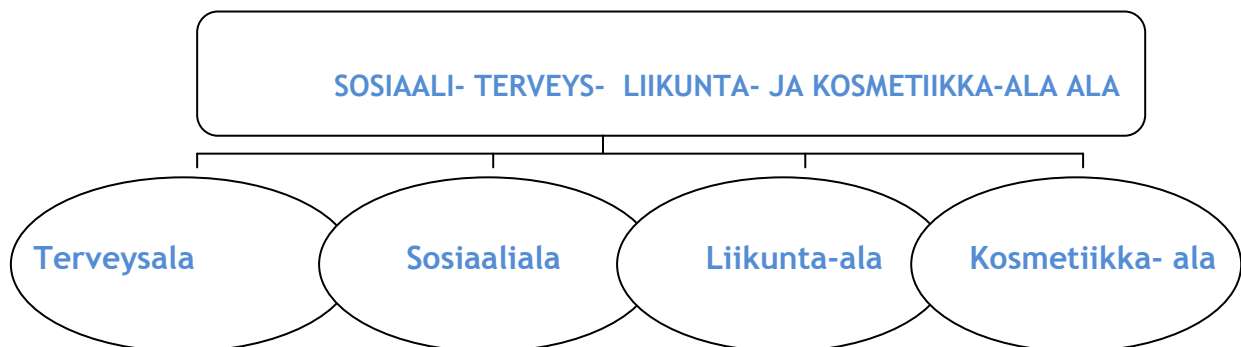 SOSIAALI- TERVEYS- LIIKUNTA- JA KOSMETIIKKA-ALA ALA
Terveysala
Sosiaaliala
Liikunta-ala
Kosmetiikka- ala